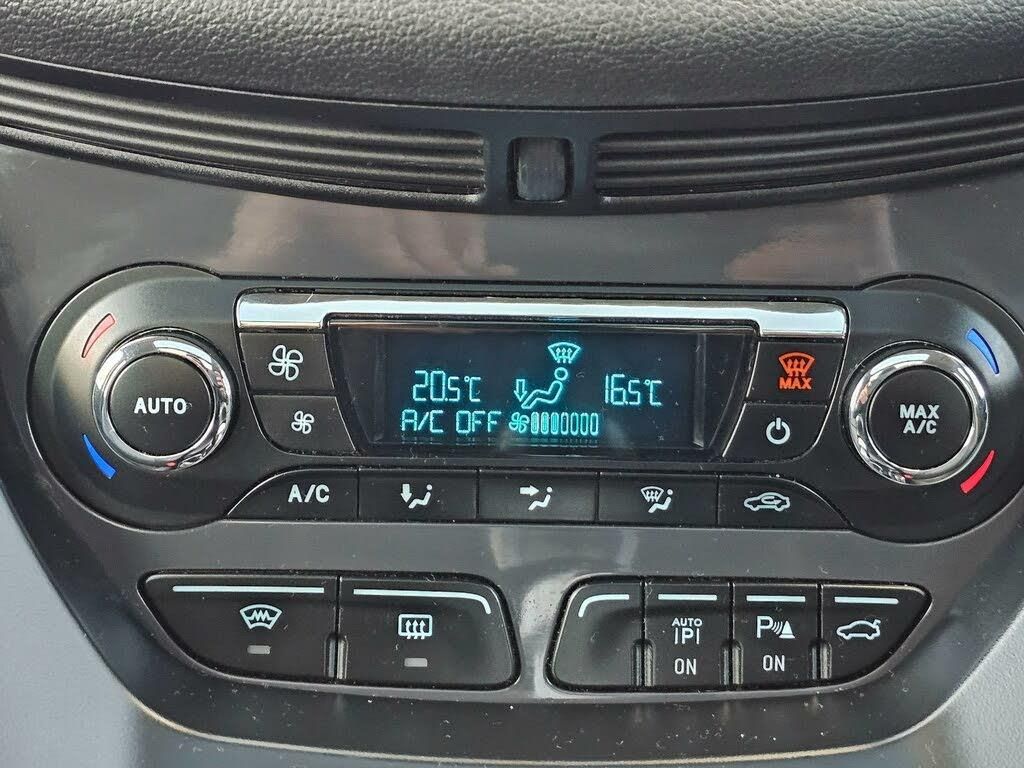 20.5°C
16.5°C
A/C OFF
AUTO
MAX
MAX
A/C
A/C
AUTO
P
ON
P
ON